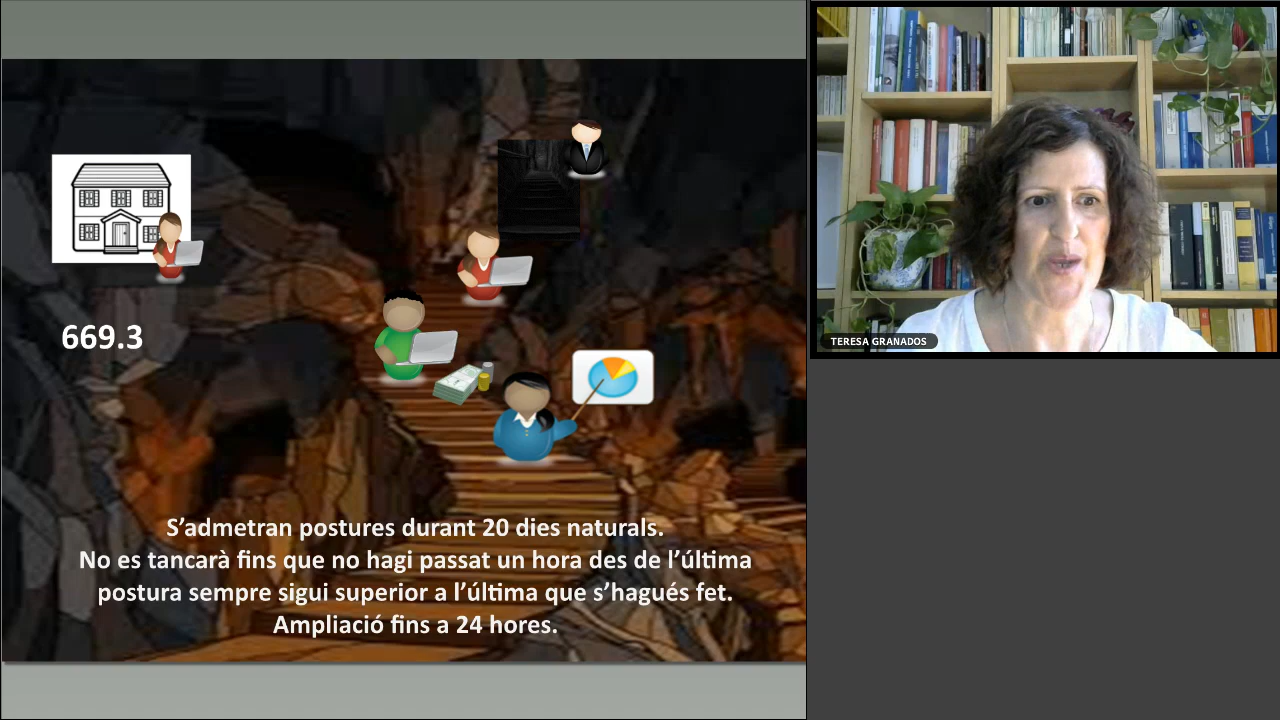 669.3
S'admetran postures durant 20 dies naturals.
No es tancarà fins que no hagi passat un hora des de l'última
postura sempre sigui superior a l'última que s'hagués fet.
Ampliació fins a 24 hores.
TERESA GRANADOS